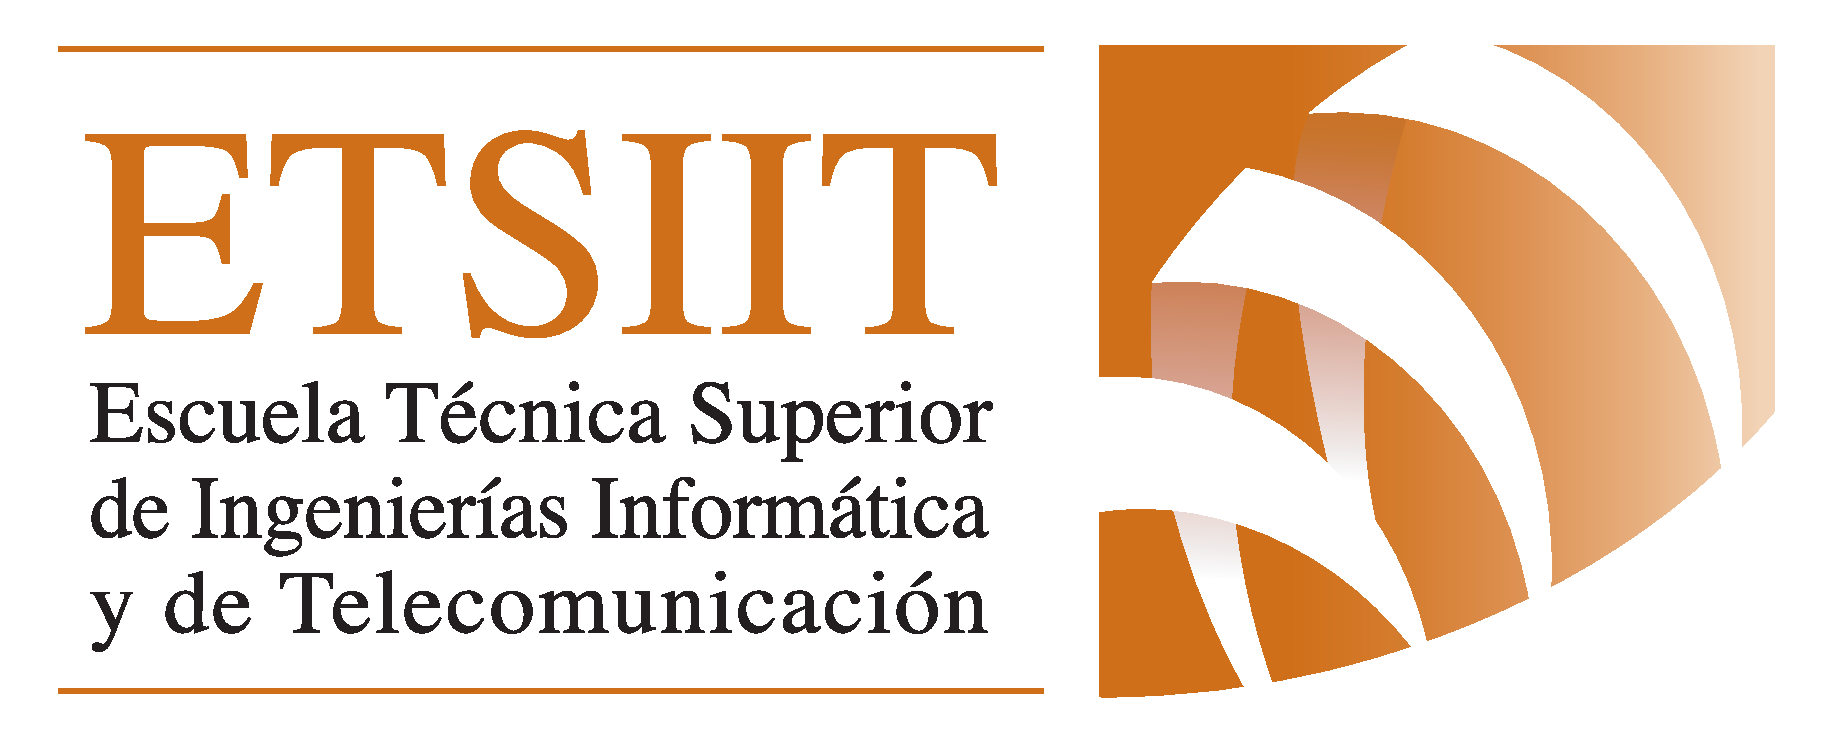 ETSIIT
Escuela Técnica Superior
de Ingenierías Informática
y de Telecomunicación